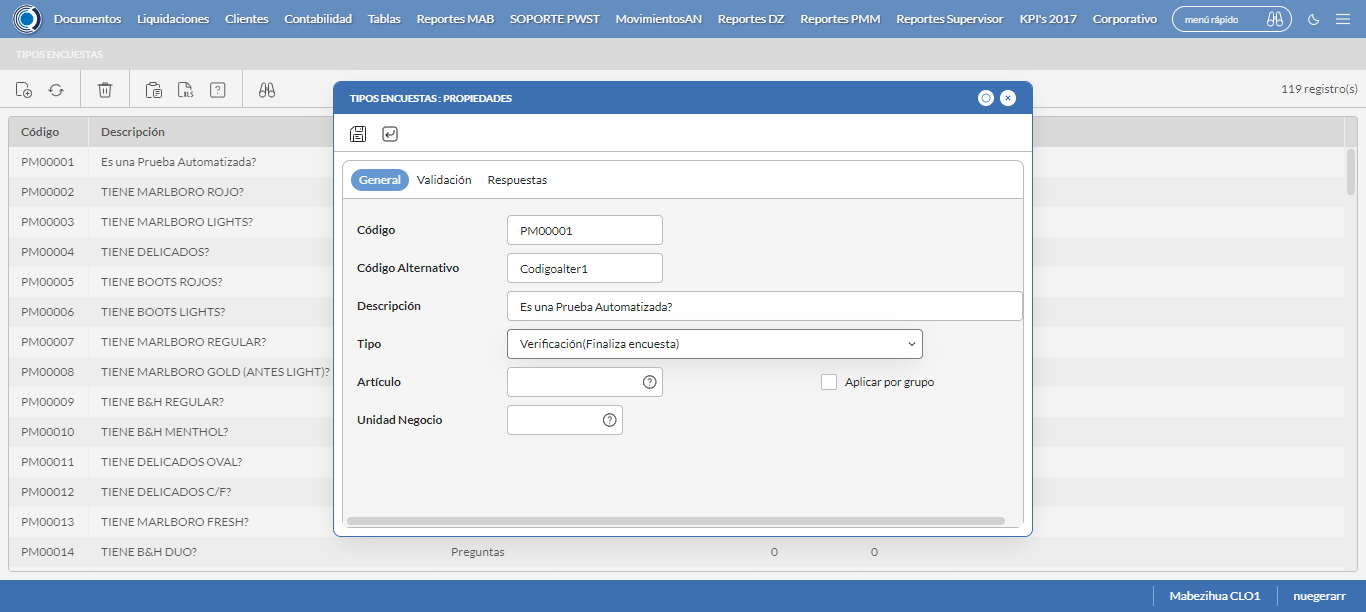 Documentos Liquidaciones Clientes Contabilidad Tablas Reportes MAB SOPORTE PWST MovimientosAN Reportes DZ Reportes PMM Reportes Supervisor KPI's 2017 Corporativo menú rápido
TIPOS ENCUESTAS
XLS ?
119 registro(s)
TIPOS ENCUESTAS : PROPIEDADES
General Validación Respuestas
Código PM00001
Código Alternativo Codigoalter1
Descripción Es una Prueba Automatizada?
Tipo Verificación(Finaliza encuesta)
Artículo ? Aplicar por grupo
Unidad Negocio ?
Código Descripción
PM00001 Es una Prueba Automatizada?
PM00002 TIENE MARLBORO ROJO?
PM00003 TIENE MARLBORO LIGHTS?
PM00004 TIENE DELICADOS?
PM00005 TIENE BOOTS ROJOS?
PM00006 TIENE BOOTS LIGHTS?
PM00007 TIENE MARLBORO REGULAR?
PM00008 TIENE MARLBORO GOLD (ANTES LIGHT)?
PM00009 TIENE B&H REGULAR?
PM00010 TIENE B&H MENTHOL?
PM00011 TIENE DELICADOS OVAL?
PM00012 TIENE DELICADOS C/F?
PM00013 TIENE MARLBORO FRESH?
PM00014 TIENE B&H DUO? Preguntas 0 0
Mabezihua CLO1 nuegerarr